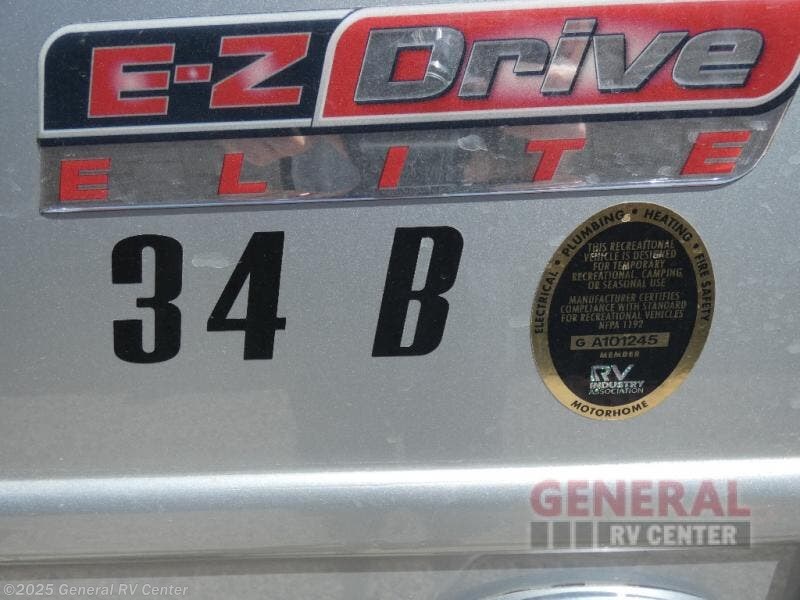 E-Z Drive
ELITE
34 B
ELECTRICAL • PLUMBING • HEATING • FIRE SAFETY
THIS RECREATIONAL
VEHICLE IS DESIGNED
FOR TEMPORARY
RECREATIONAL, CAMPING
OR SEASONAL USE
MANUFACTURER CERTIFIES
COMPLIANCE WITH STANDARD
FOR RECREATIONAL VEHICLES
NFPA 1192
G A101245
MEMBER
RV
INDUSTRY
ASSOCIATION
MOTORHOME
GENERAL
RV CENTER
©2025 General RV Center